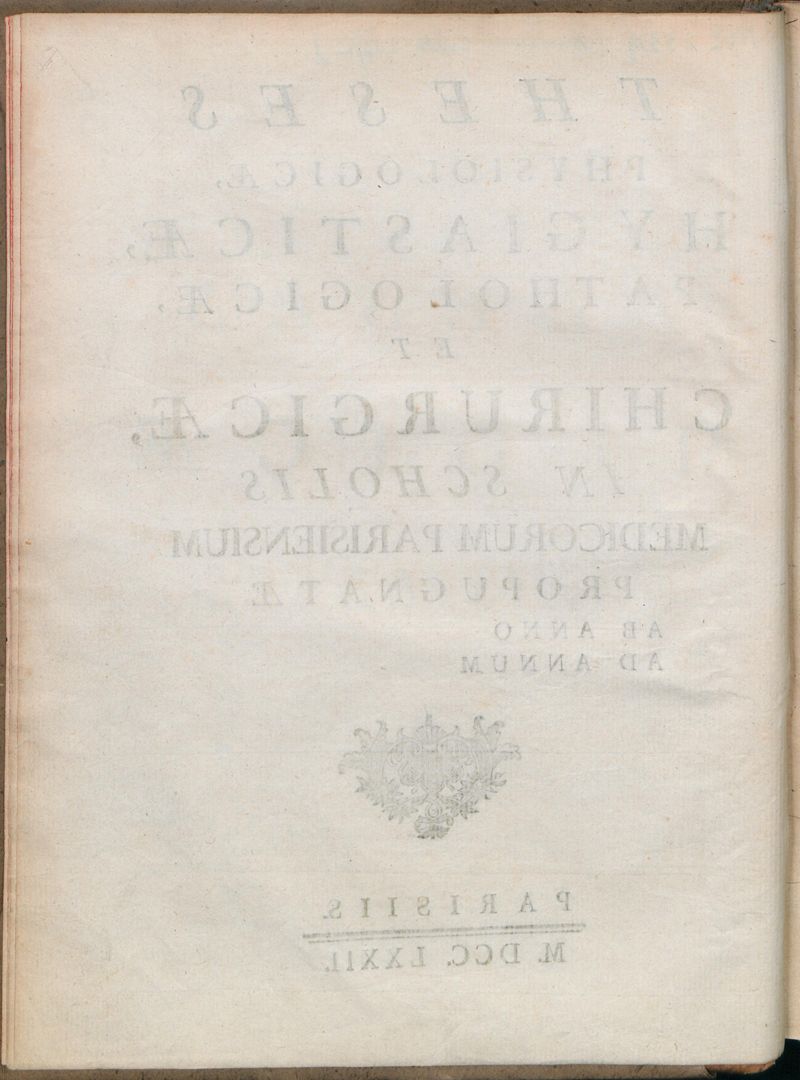 THESES
PHYSIOLOGICÆ,
HYGIASTICÆ,
PATHOLOGICÆ,
ET
CHIRURGICÆ,
IN SCHOLIS
MEDICORUM PARISIENSIUM
PROPUGNATÆ
AB ANNO
AD ANNUM
PARISIIS.
M. DCC. LXXII.